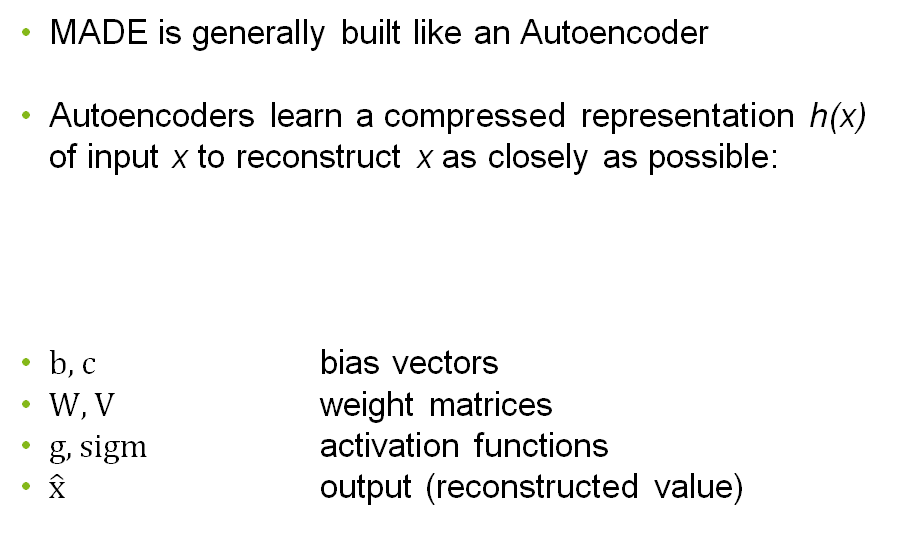 • MADE is generally built like an Autoencoder
• Autoencoders learn a compressed representation h(x)
of input x to reconstruct x as closely as possible:
• b, c bias vectors
• W, V weight matrices
• g, sigm activation functions
• x̂ output (reconstructed value)